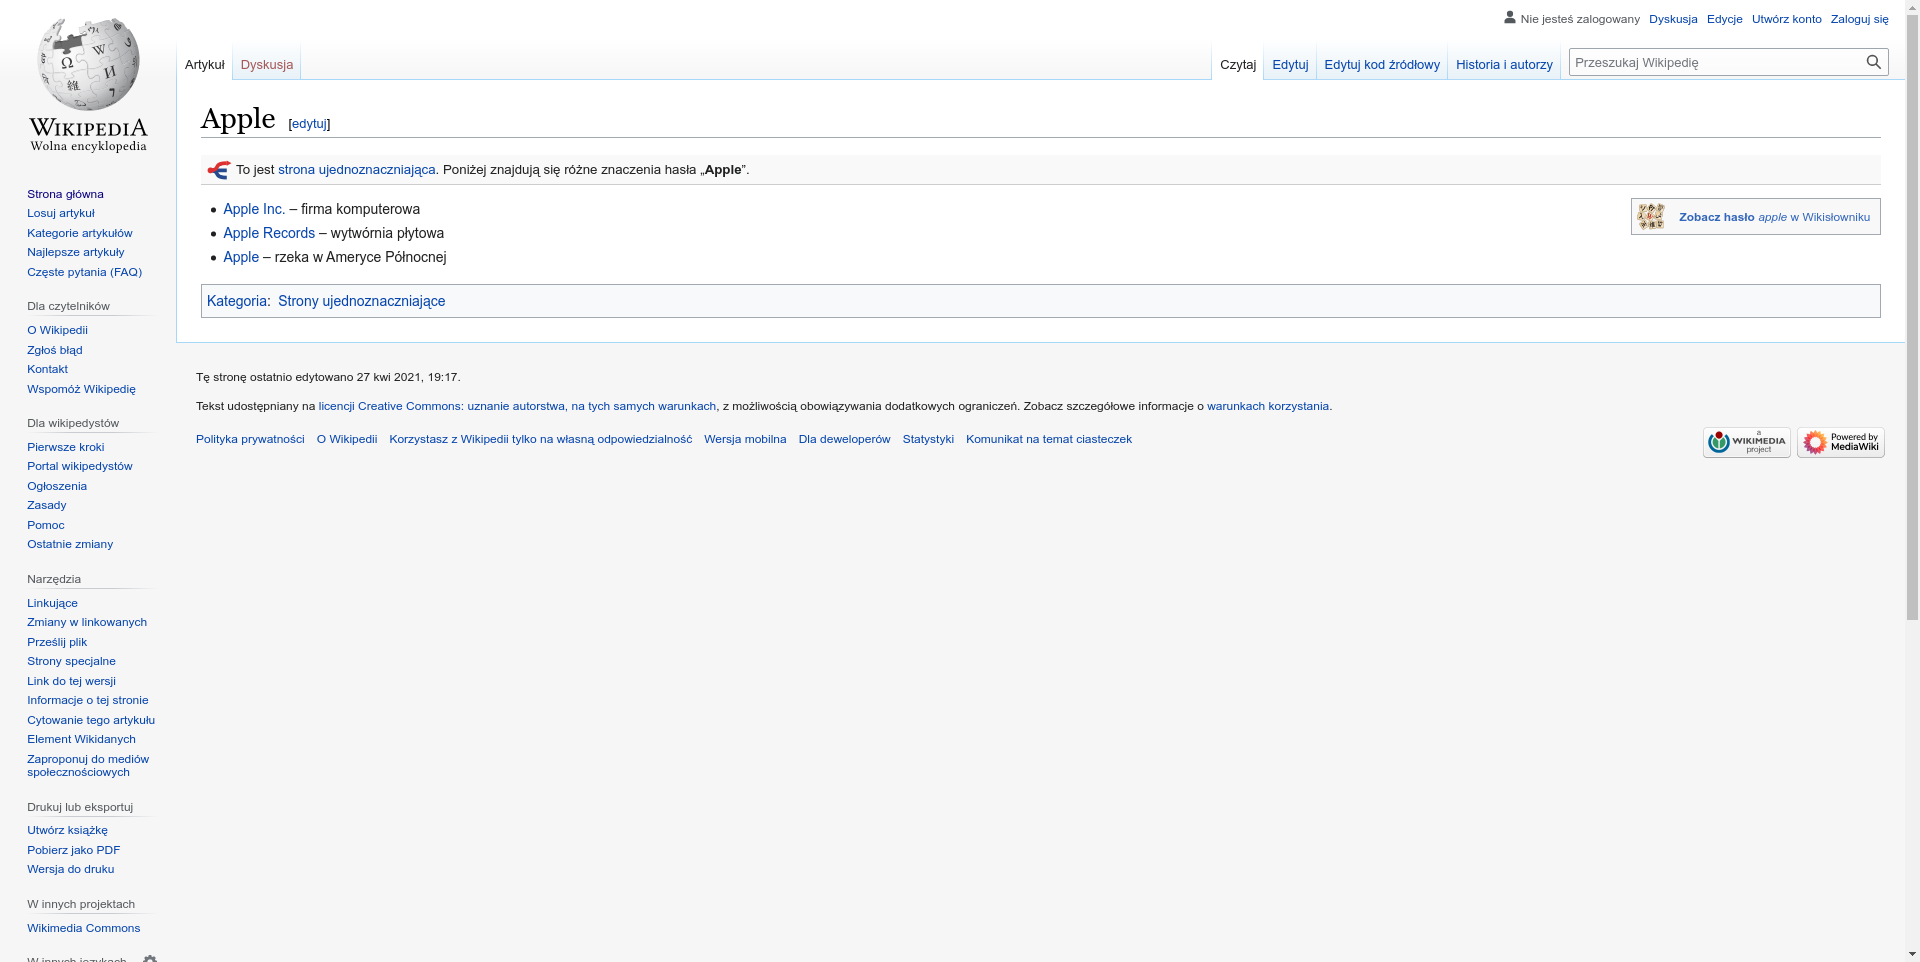 Nie jesteś zalogowany Dyskusja Edycje Utwórz konto Zaloguj się
Artykuł Dyskusja Czytaj Edytuj Edytuj kod źródłowy Historia i autorzy Przeszukaj Wikipedię
WIKIPEDIA
Wolna encyklopedia
Strona główna
Losuj artykuł
Kategorie artykułów
Najlepsze artykuły
Częste pytania (FAQ)
Dla czytelników
O Wikipedii
Zgłoś błąd
Kontakt
Wspomóż Wikipedię
Dla wikipedystów
Pierwsze kroki
Portal wikipedystów
Ogłoszenia
Zasady
Pomoc
Ostatnie zmiany
Narzędzia
Linkujące
Zmiany w linkowanych
Prześlij plik
Strony specjalne
Link do tej wersji
Informacje o tej stronie
Cytowanie tego artykułu
Element Wikidanych
Zaproponuj do mediów
społecznościowych
Drukuj lub eksportuj
Utwórz książkę
Pobierz jako PDF
Wersja do druku
W innych projektach
Wikimedia Commons
W innych językach
Apple [edytuj]
To jest strona ujednoznaczniająca. Poniżej znajdują się różne znaczenia hasła „Apple”.
• Apple Inc. – firma komputerowa
• Apple Records – wytwórnia płytowa
• Apple – rzeka w Ameryce Północnej
Zobacz hasło apple w Wikisłowniku
Kategoria: Strony ujednoznaczniające
Tę stronę ostatnio edytowano 27 kwi 2021, 19:17.
Tekst udostępniany na licencji Creative Commons: uznanie autorstwa, na tych samych warunkach, z możliwością obowiązywania dodatkowych ograniczeń. Zobacz szczegółowe informacje o warunkach korzystania.
Polityka prywatności O Wikipedii Korzystasz z Wikipedii tylko na własną odpowiedzialność Wersja mobilna Dla deweloperów Statystyki Komunikat na temat ciasteczek
a
WIKIMEDIA
project
Powered by
MediaWiki